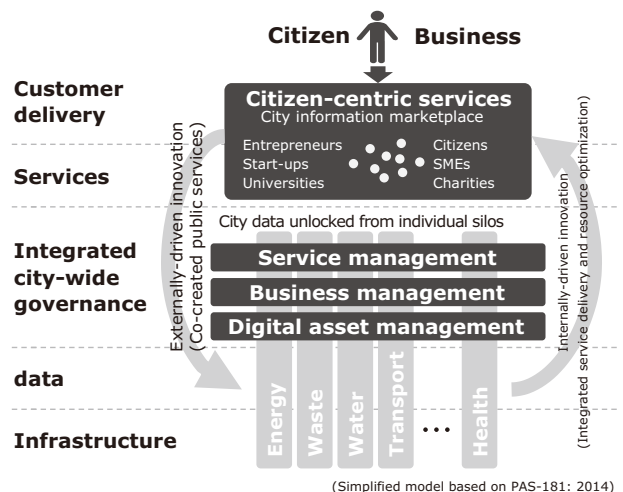 Citizen Business
Customer
delivery
Citizen-centric services
City information marketplace
Entrepreneurs
Start-ups
Universities
Citizens
SMEs
Charities
Services
Externally-driven innovation
(Co-created public services)
Internally-driven innovation
(Integrated service delivery and resource optimization)
City data unlocked from individual silos
Integrated
city-wide
governance
Service management
Business management
Digital asset management
data
Infrastructure
Energy
Waste
Water
Transport
...
Health
(Simplified model based on PAS-181: 2014)